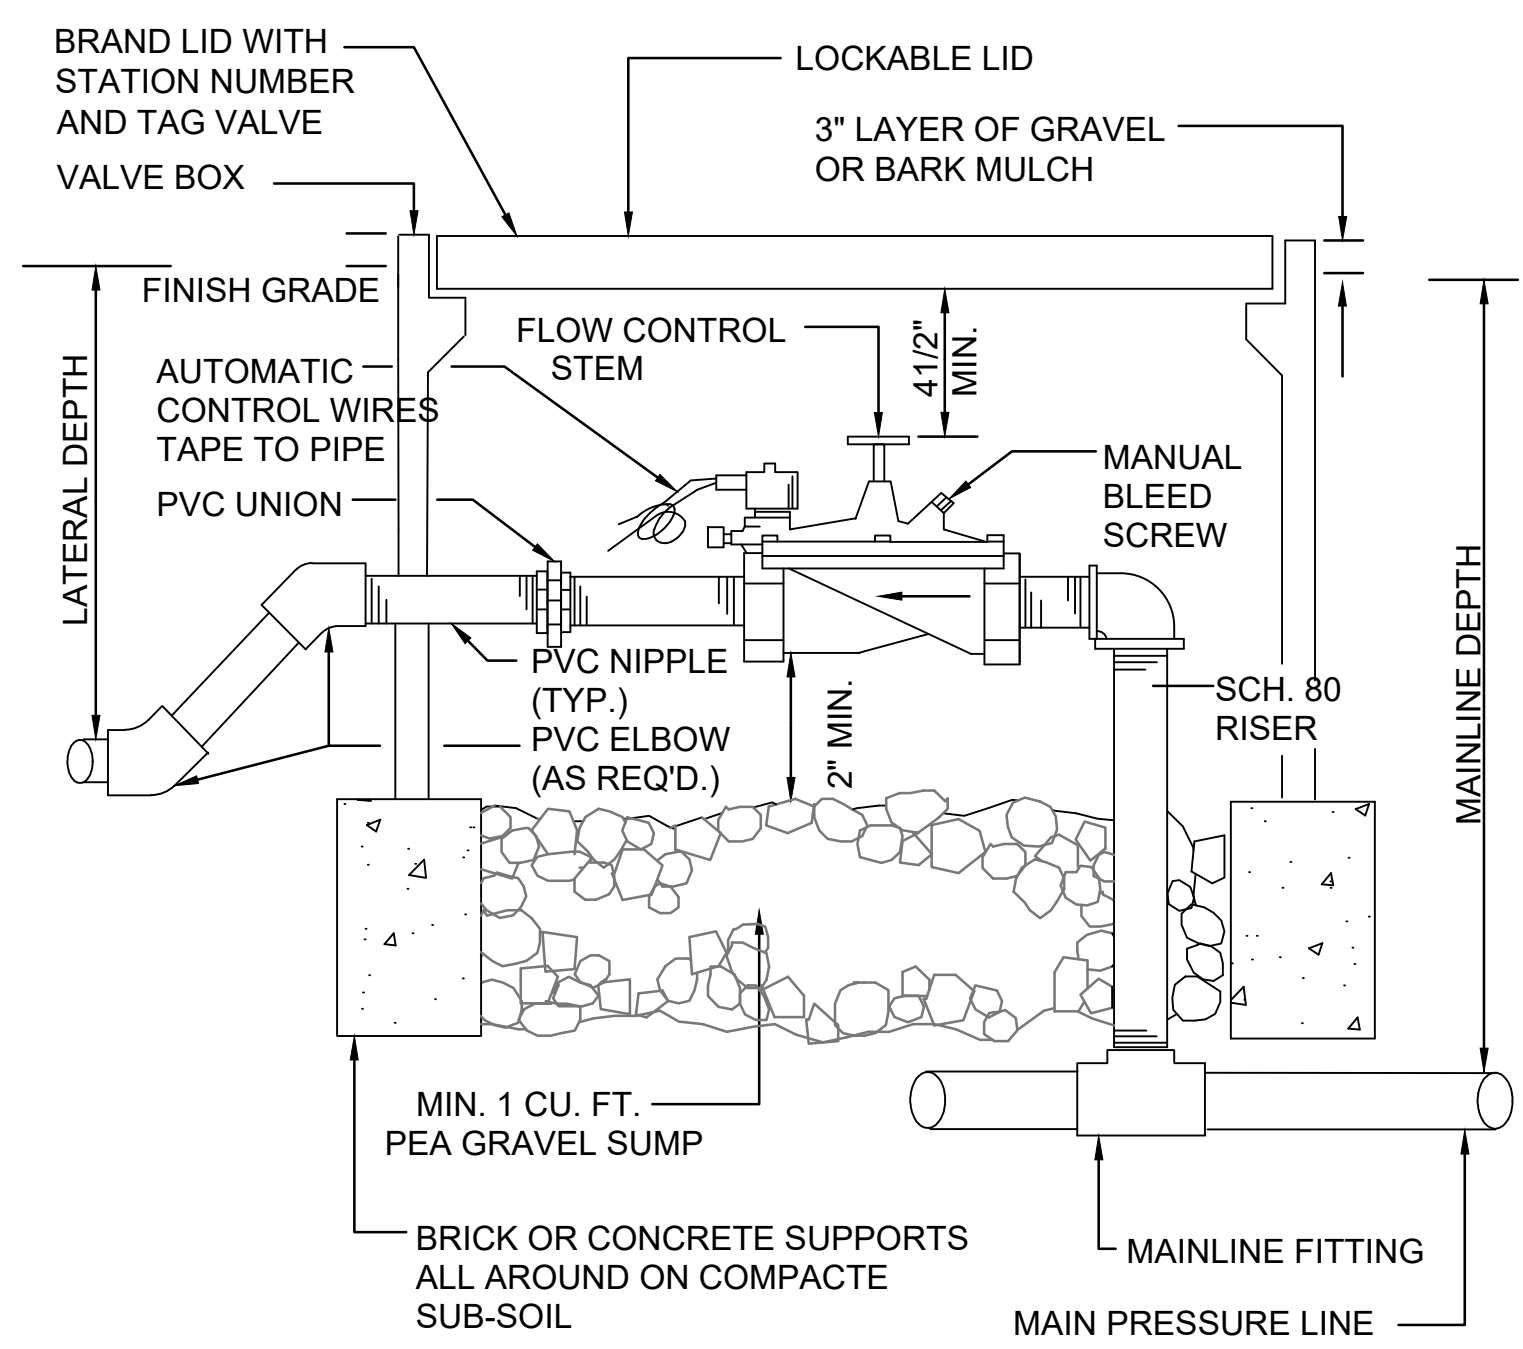 BRAND LID WITH
STATION NUMBER
AND TAG VALVE
VALVE BOX
LOCKABLE LID
3" LAYER OF GRAVEL
OR BARK MULCH
FINISH GRADE
FLOW CONTROL
STEM
41/2"
MIN.
AUTOMATIC
CONTROL WIRES
TAPE TO PIPE
PVC UNION
LATERAL DEPTH
MANUAL
BLEED
SCREW
PVC NIPPLE
(TYP.)
PVC ELBOW
(AS REQ'D.)
2" MIN.
SCH. 80
RISER
MAINLINE DEPTH
MIN. 1 CU. FT.
PEA GRAVEL SUMP
BRICK OR CONCRETE SUPPORTS
ALL AROUND ON COMPACTE
SUB-SOIL
MAINLINE FITTING
MAIN PRESSURE LINE